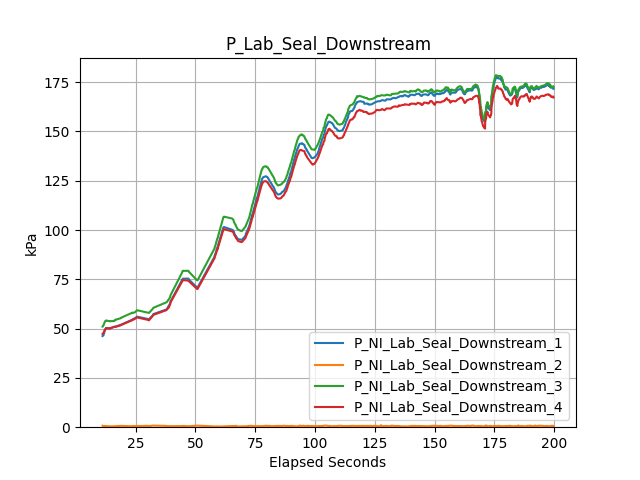 P_Lab_Seal_Downstream
kPa
175
150
125
100
75
50
25
0
P_NI_Lab_Seal_Downstream_1
P_NI_Lab_Seal_Downstream_2
P_NI_Lab_Seal_Downstream_3
P_NI_Lab_Seal_Downstream_4
25 50 75 100 125 150 175 200
Elapsed Seconds